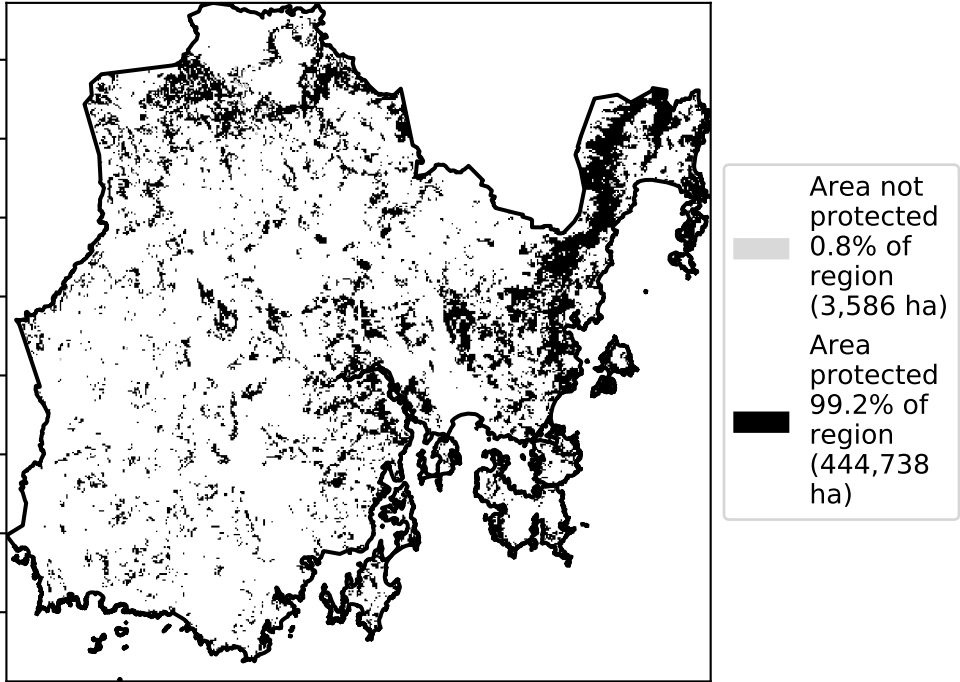 Area not
protected
0.8% of
region
(3,586 ha)
Area
protected
99.2% of
region
(444,738
ha)